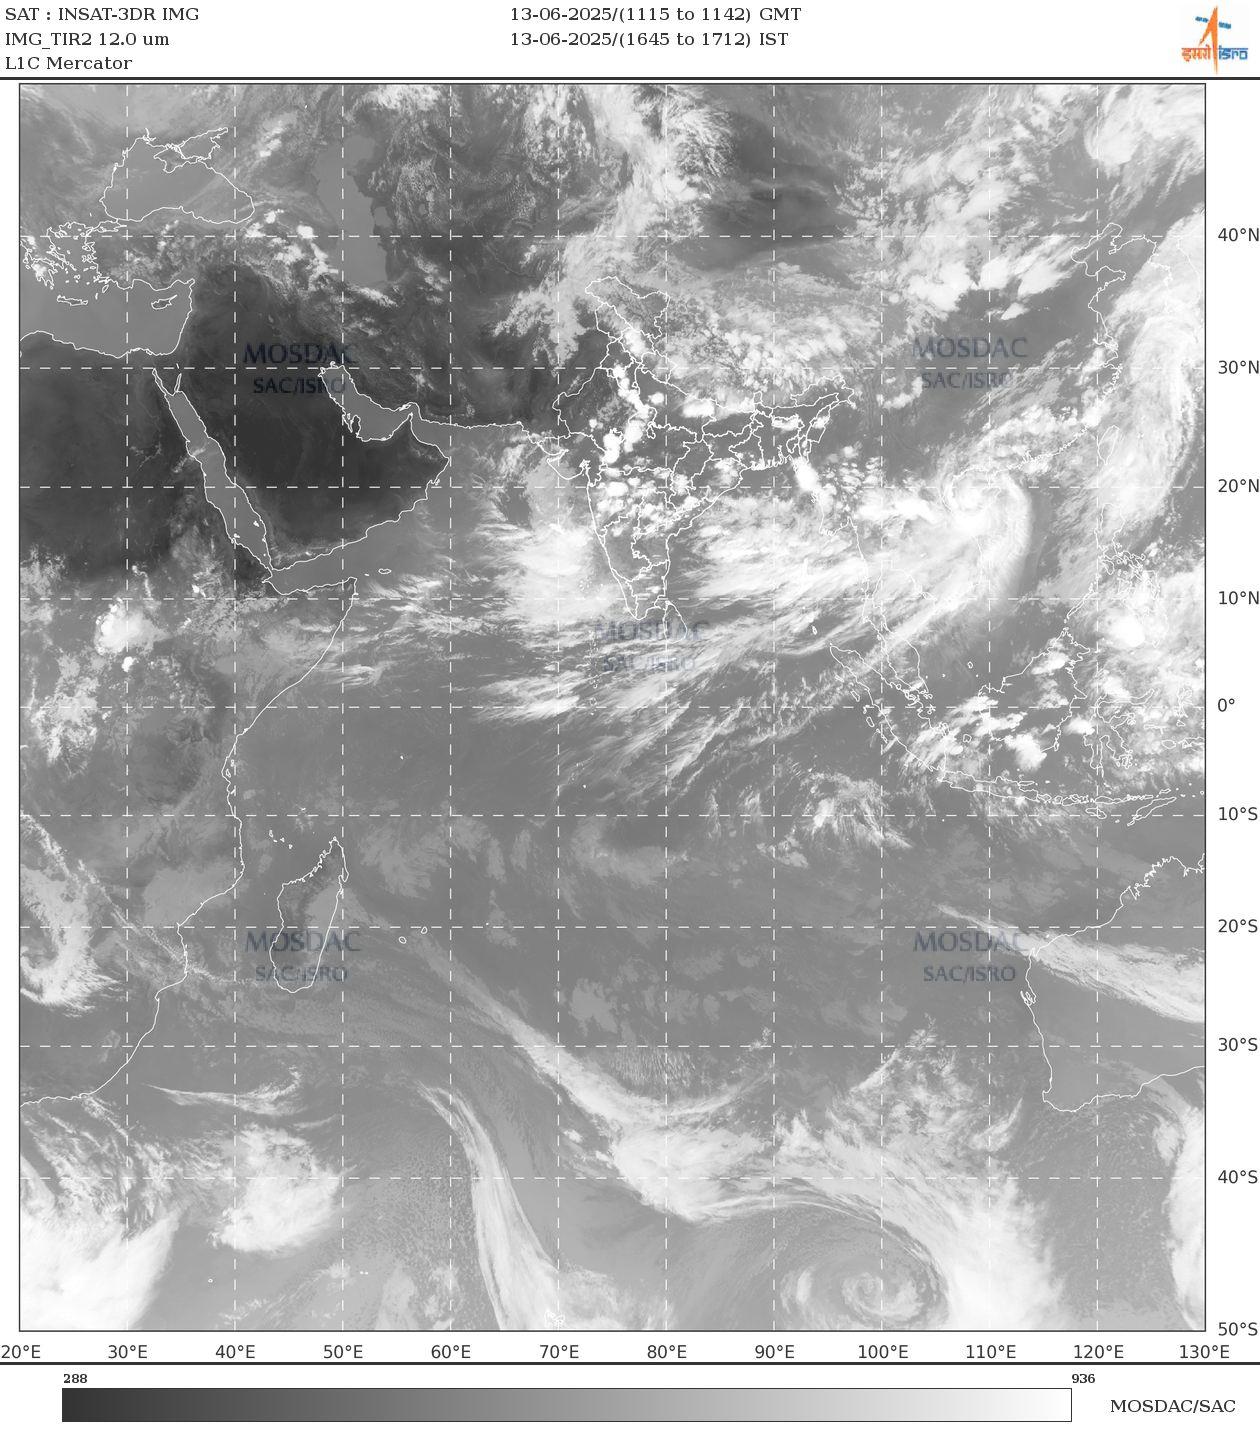 SAT : INSAT-3DR IMG
IMG_TIR2 12.0 um
L1C Mercator
13-06-2025/(1115 to 1142) GMT
13-06-2025/(1645 to 1712) IST
इसरो isro
40°N
30°N
20°N
10°N
0°
10°S
20°S
30°S
40°S
50°S
MOSDAC
SAC/ISRO
MOSDAC
SAC/ISRO
MOSDAC
SAC/ISRO
MOSDAC
SAC/ISRO
MOSDAC
SAC/ISRO
20°E 30°E 40°E 50°E 60°E 70°E 80°E 90°E 100°E 110°E 120°E 130°E
288
936
MOSDAC/SAC